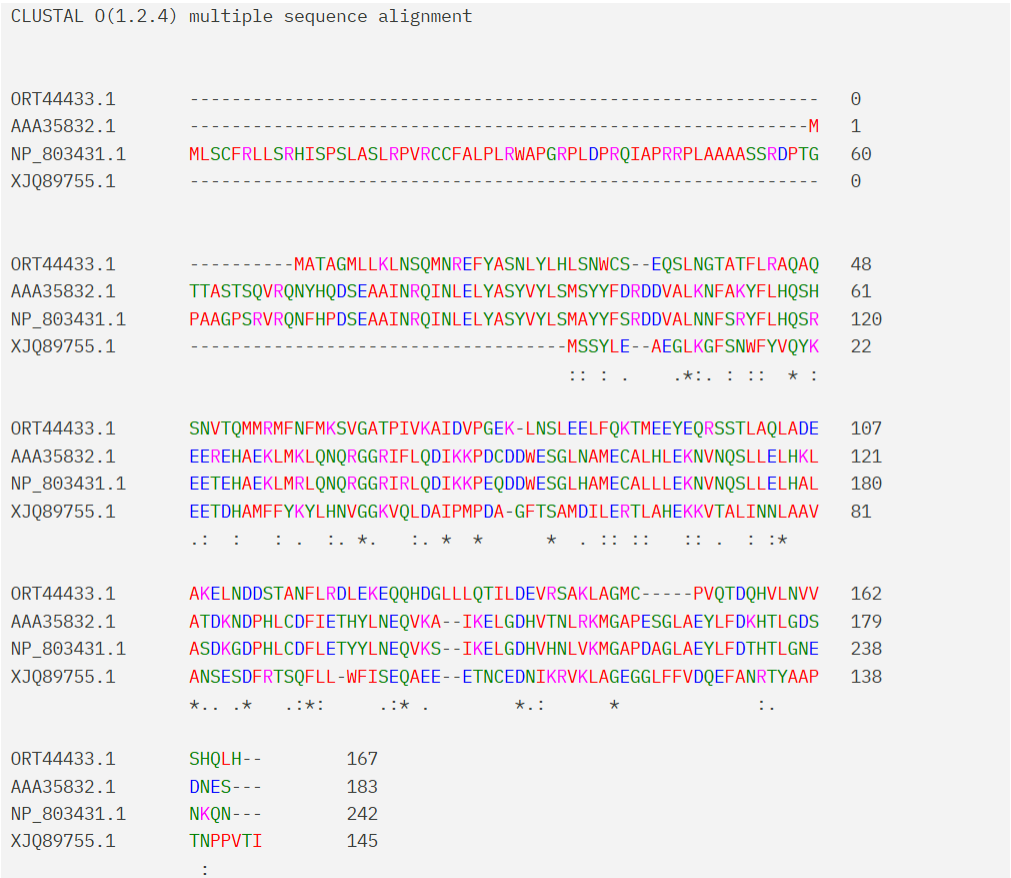 CLUSTAL O(1.2.4) multiple sequence alignment
ORT44433.1 ------------------------------------------------------------ 0
AAA35832.1 -----------------------------------------------------------M 1
NP_803431.1 MLSCFRLLSRHISPSLASLRPVRCCFALPLRWAPGRPLDPRQIAPRRPLAAAASSRDPTG 60
XJQ89755.1 ------------------------------------------------------------ 0
ORT44433.1 ----------MATAGMLLKLNSQMNREFYASNLYLHLSNWCS--EQSLNGTATFLRAQAQ 48
AAA35832.1 TTASTSQVRQNYHQDSEAAINRQINLELYASYVYLSMSYYFDRDDVALKNFAKYFLHQSH 61
NP_803431.1 PAAGPSRVRQNFHPDSEAAINRQINLELYASYVYLSMAYYFSRDDVALNNFSRYFLHQSR 120
XJQ89755.1 ------------------------------------MSSYLE--AEGLKGFSNWFYVQYK 22
:: : .    .*:. : ::  * :
ORT44433.1 SNVTQMMRMFNFMKSVGATPIVKAIDVPGEK-LNSLEELFQKTMEEYEQRSSTLAQLADE 107
AAA35832.1 EEREHAEKLMKLQNQRGGRIFLQDIKKPDCDDWESGLNAMECALHLEKNVNQSLLELHKL 121
NP_803431.1 EETEHAEKLMRLQNQRGGRIRLQDIKKPEQDDWESGLHAMECALLLEKNVNQSLLELHAL 180
XJQ89755.1 EETDHAMFFYKYLHNVGGKVQLDAIPMPDA-GFTSAMDILERTLAHEKKVTALINNLAAV 81
.:  :   : .  :. *.   :. * *      *  . :: ::   :: .  : :*
ORT44433.1 AKELNDDSTANFLRDLEKEQQHDGLLLQTILDEVRSAKLAGMC-----PVQTDQHVLNVV 162
AAA35832.1 ATDKNDPHLCDFIETHYLNEQVKA--IKELGDHVTNLRKMGAPESGLAEYLFDKHTLGDS 179
NP_803431.1 ASDKGDPHLCDFLETYYLNEQVKS--IKELGDHVHNLVKMGAPDAGLAEYLFDTHTLGNE 238
XJQ89755.1 ANSESDFRTSQFLL-WFISEQAEE--ETNCEDNIKRVKLAGEGGLFFVDQEFANRTYAAP 138
*.. .*   .:*:     .:* .        *.:      *             :.
ORT44433.1 SHQLH-- 167
AAA35832.1 DNES--- 183
NP_803431.1 NKQN--- 242
XJQ89755.1 TNPPVTI 145
: